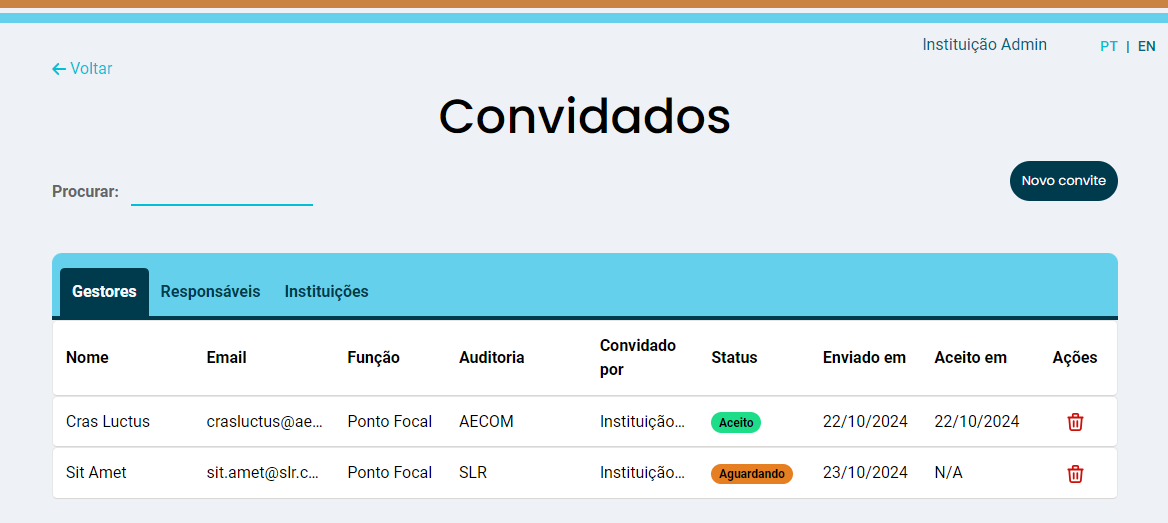 Instituição Admin PT | EN
Voltar
Convidados
Procurar:
Novo convite
Gestores Responsáveis Instituições
Nome Email Função Auditoria Convidado por Status Enviado em Aceito em Ações
Cras Luctus crasluctus@ae... Ponto Focal AECOM Instituição... Aceito 22/10/2024 22/10/2024
Sit Amet sit.amet@slr.c... Ponto Focal SLR Instituição... Aguardando 23/10/2024 N/A